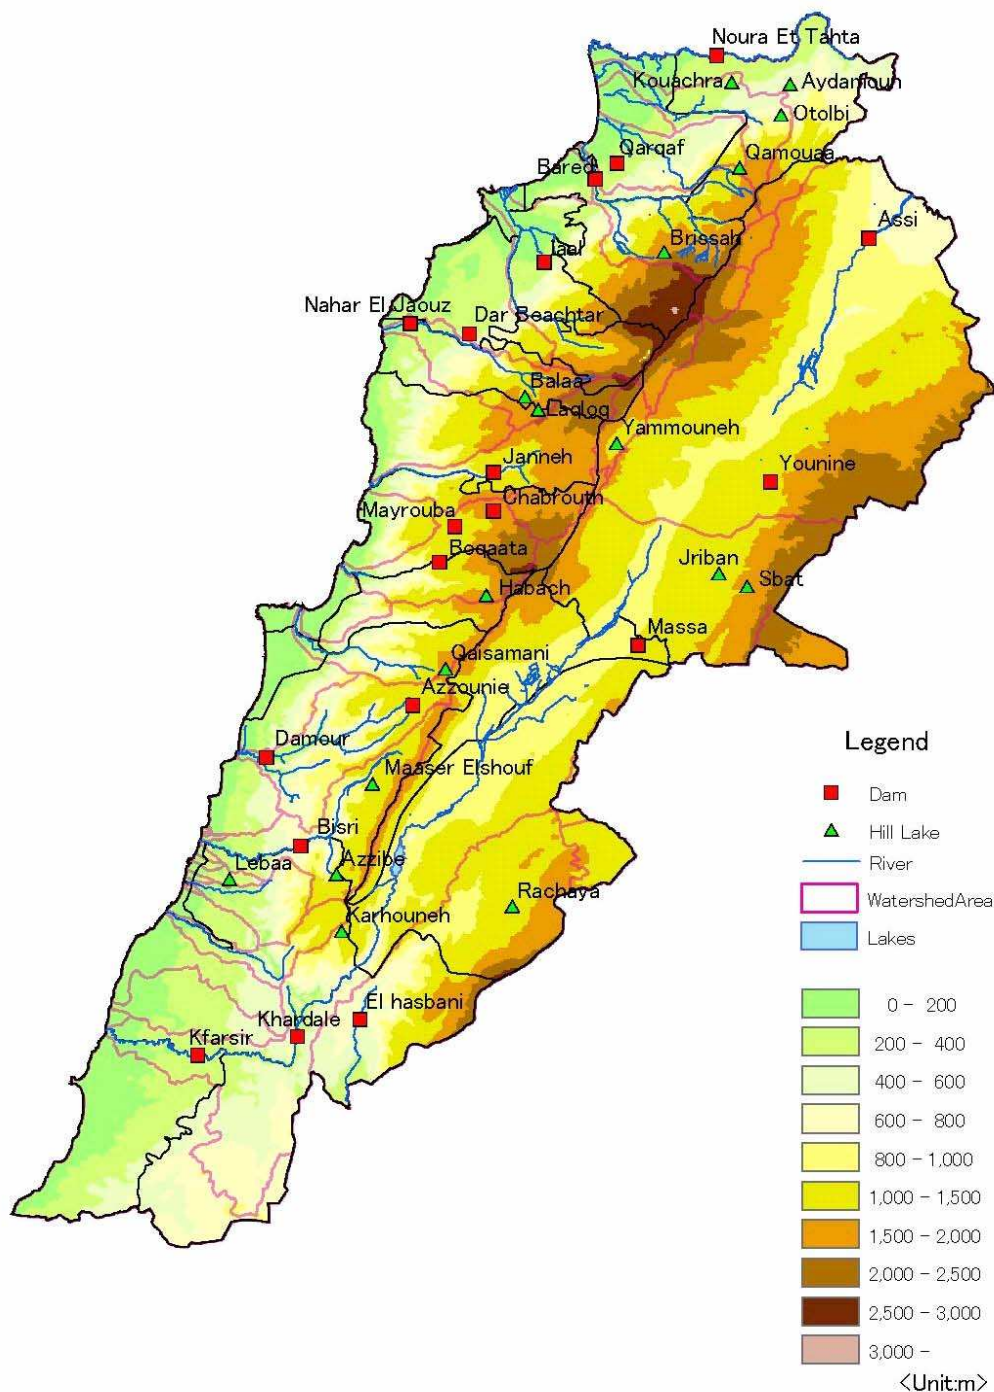 Noura Et Tahta
Kouachra
Aydamoun
Otolbi
Qarqaf
Qamouaa
Bared
Assi
Brissah
Iaal
Nahar El Jaouz
Dar Beachtar
Balaa
Laqloq
Yammouneh
Janneh
Younine
Chabrouth
Mayrouba
Boqaata
Jriban
Sbat
Habach
Massa
Qaisamani
Azzounie
Damour
Maaser Elshouf
Bisri
Lebaa
Azzibe
Rachaya
Karhouneh
El hasbani
Khardale
Kfarsir
Legend
Dam
Hill Lake
River
WatershedArea
Lakes
0 - 200
200 - 400
400 - 600
600 - 800
800 - 1,000
1,000 - 1,500
1,500 - 2,000
2,000 - 2,500
2,500 - 3,000
3,000 -
<Unit:m>